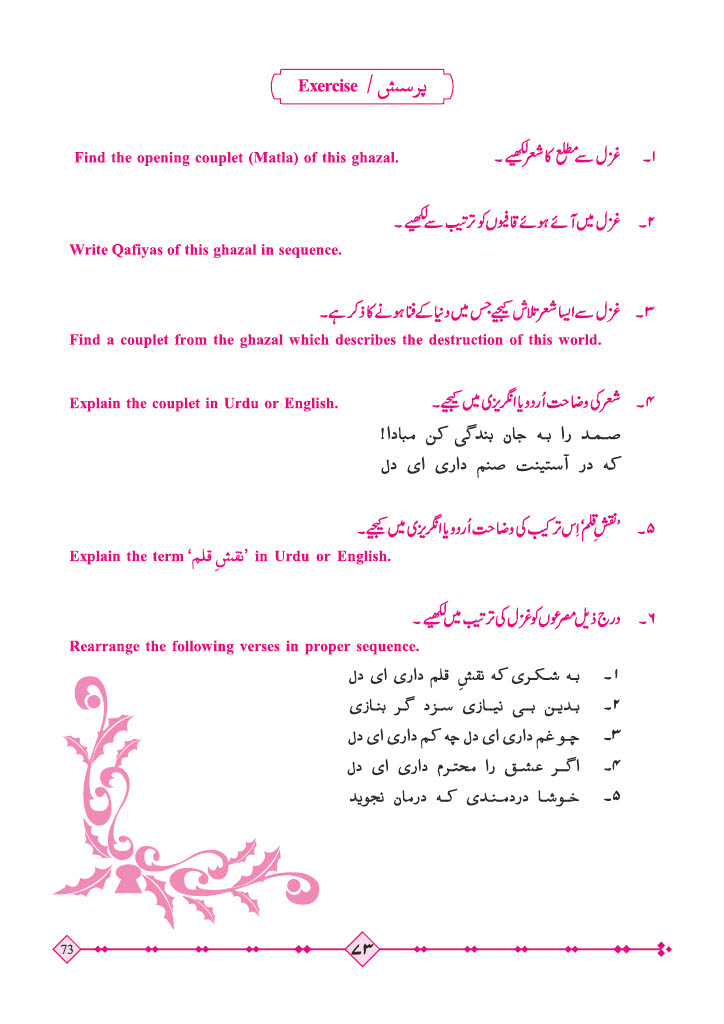 Exercise / پرسش
Find the opening couplet (Matla) of this ghazal. ۱۔ غزل سے مطلع کا شعر لکھیے ۔
۲۔ غزل میں آئے ہوئے قافیوں کو ترتیب سے لکھیے ۔
Write Qafiyas of this ghazal in sequence.
۳۔ غزل سے ایسا شعر تلاش کیجیے جس میں دنیا کے فنا ہونے کا ذکر ہے۔
Find a couplet from the ghazal which describes the destruction of this world.
Explain the couplet in Urdu or English. ۴۔ شعر کی وضاحت اُردو یا انگریزی میں کیجیے۔
صمد را به جان بندگی کن مبادا!
که در آستینت صنم داری ای دل
۵۔ ’نقشِ قلم‘ اِس ترکیب کی وضاحت اُردو یا انگریزی میں کیجیے۔
Explain the term ‘نقشِ قلم’ in Urdu or English.
۶۔ درج ذیل مصرعوں کو غزل کی ترتیب میں لکھیے ۔
Rearrange the following verses in proper sequence.
۱۔ به شکری که نقشِ قلم داری ای دل
۲۔ بدین بی نیازی سزد گر بنازی
۳۔ چو غم داری ای دل چه کم داری ای دل
۴۔ اگر عشق را محترم داری ای دل
۵۔ خوشا دردمندی که درمان نجوید
73 ۷۳